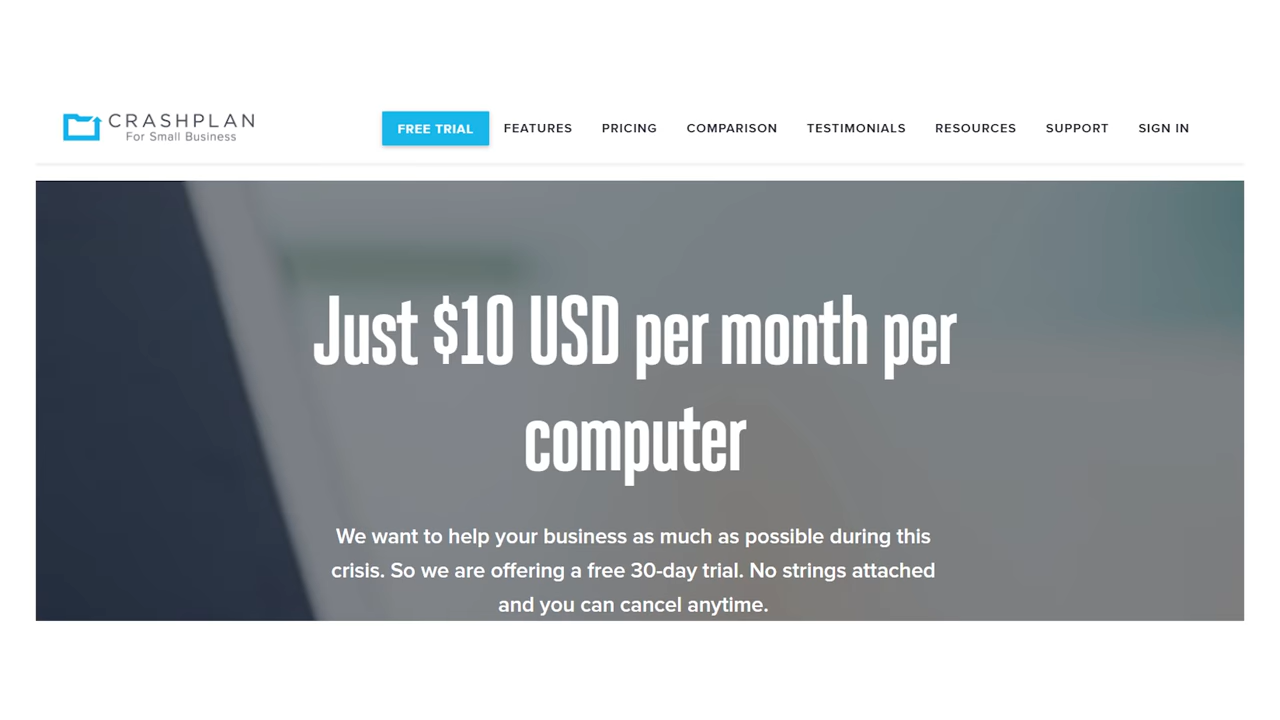 CRASHPLAN
For Small Business
FREE TRIAL
FEATURES
PRICING
COMPARISON
TESTIMONIALS
RESOURCES
SUPPORT
SIGN IN
Just $10 USD per month per
computer
We want to help your business as much as possible during this
crisis. So we are offering a free 30-day trial. No strings attached
and you can cancel anytime.